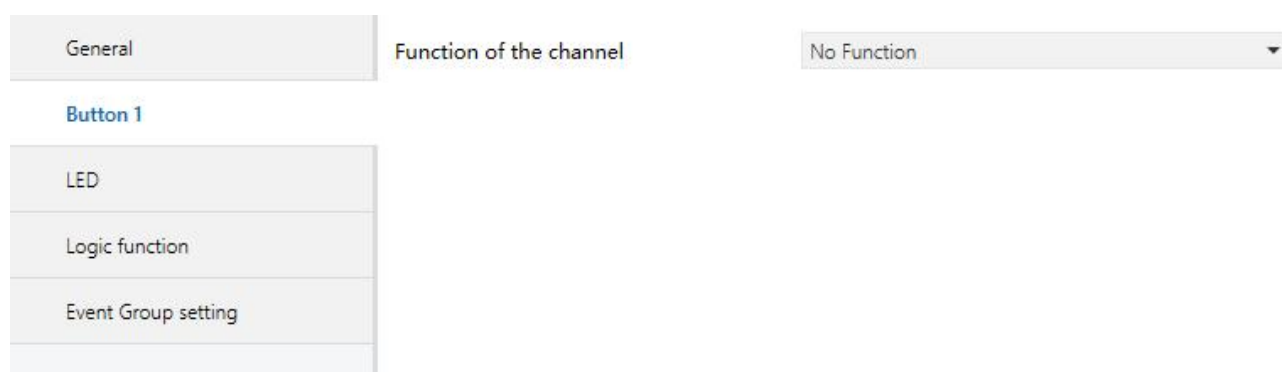 General
Function of the channel
No Function
Button 1
LED
Logic function
Event Group setting